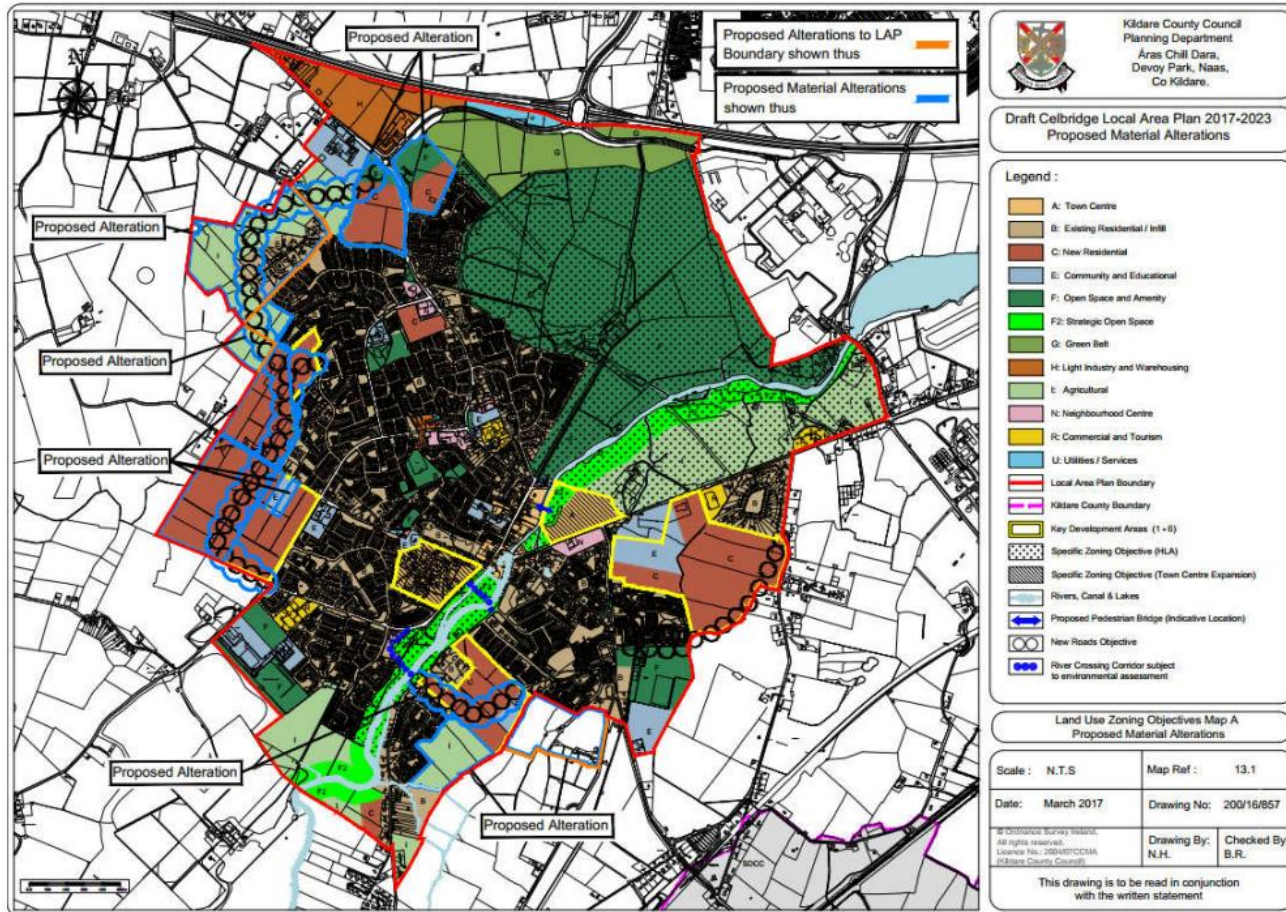 Proposed Alteration
Proposed Alterations to LAP
Boundary shown thus
Proposed Material Alterations
shown thus
Proposed Alteration
Proposed Alteration
Proposed Alteration
Proposed Alteration
Proposed Alteration
SDCC
Kildare County Council
Planning Department
Áras Chill Dara,
Devoy Park, Naas,
Co Kildare.
Draft Celbridge Local Area Plan 2017-2023
Proposed Material Alterations
Legend :
A: Town Centre
B: Existing Residential / Infill
C: New Residential
E: Community and Educational
F: Open Space and Amenity
F2: Strategic Open Space
G: Green Belt
H: Light Industry and Warehousing
I: Agricultural
N: Neighbourhood Centre
R: Commercial and Tourism
U: Utilities / Services
Local Area Plan Boundary
Kildare County Boundary
Key Development Areas (1 - 6)
Specific Zoning Objective (HLA)
Specific Zoning Objective (Town Centre Expansion)
Rivers, Canal & Lakes
Proposed Pedestrian Bridge (Indicative Location)
New Roads Objective
River Crossing Corridor subject
to environmental assessment
Land Use Zoning Objectives Map A
Proposed Material Alterations
Scale : N.T.S
Map Ref : 13.1
Date: March 2017
Drawing No: 200/16/857
© Ordnance Survey Ireland.
All rights reserved.
Licence No.: 2004/07CCMA
(Kildare County Council)
Drawing By:
N.H.
Checked By
B.R.
This drawing is to be read in conjunction
with the written statement